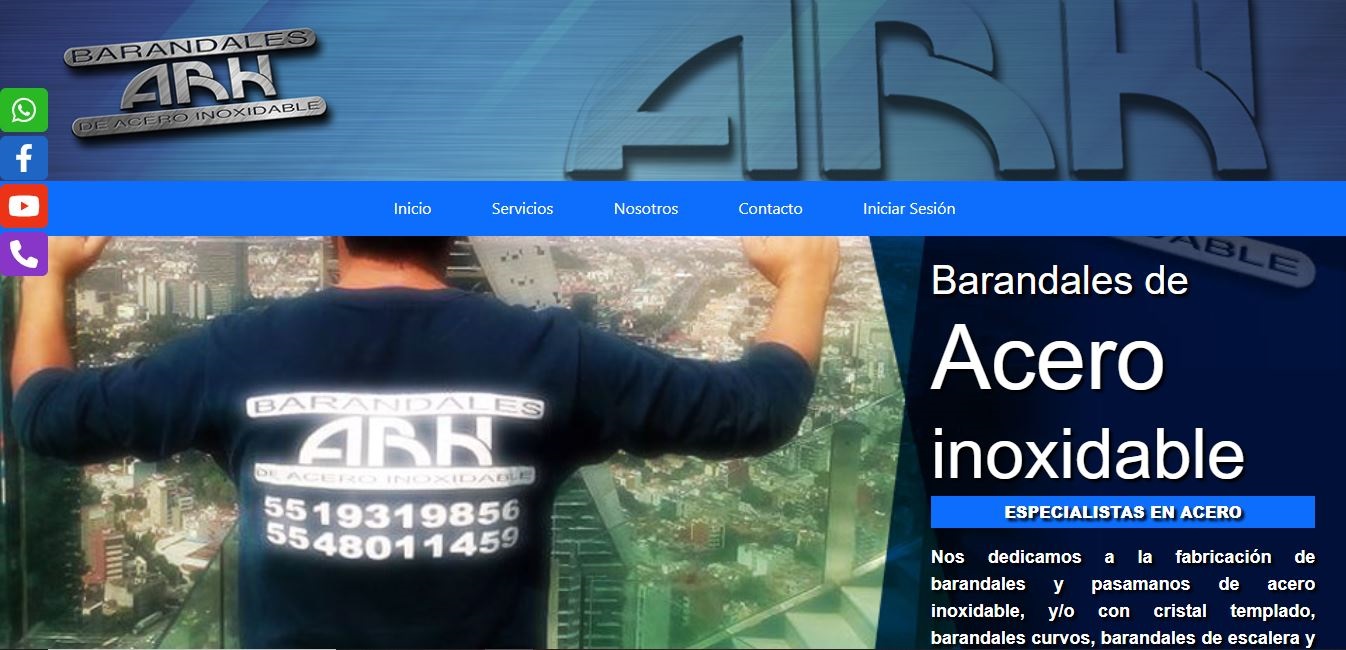 BARANDALES
ARH
DE ACERO INOXIDABLE
ARH
Inicio Servicios Nosotros Contacto Iniciar Sesión
ABLE
Barandales de
Acero
inoxidable
ESPECIALISTAS EN ACERO
Nos dedicamos a la fabricación de
barandales y pasamanos de acero
inoxidable, y/o con cristal templado,
barandales curvos, barandales de escalera y
BARANDALES
ARH
DE ACERO INOXIDABLE
5519319856
5548011459